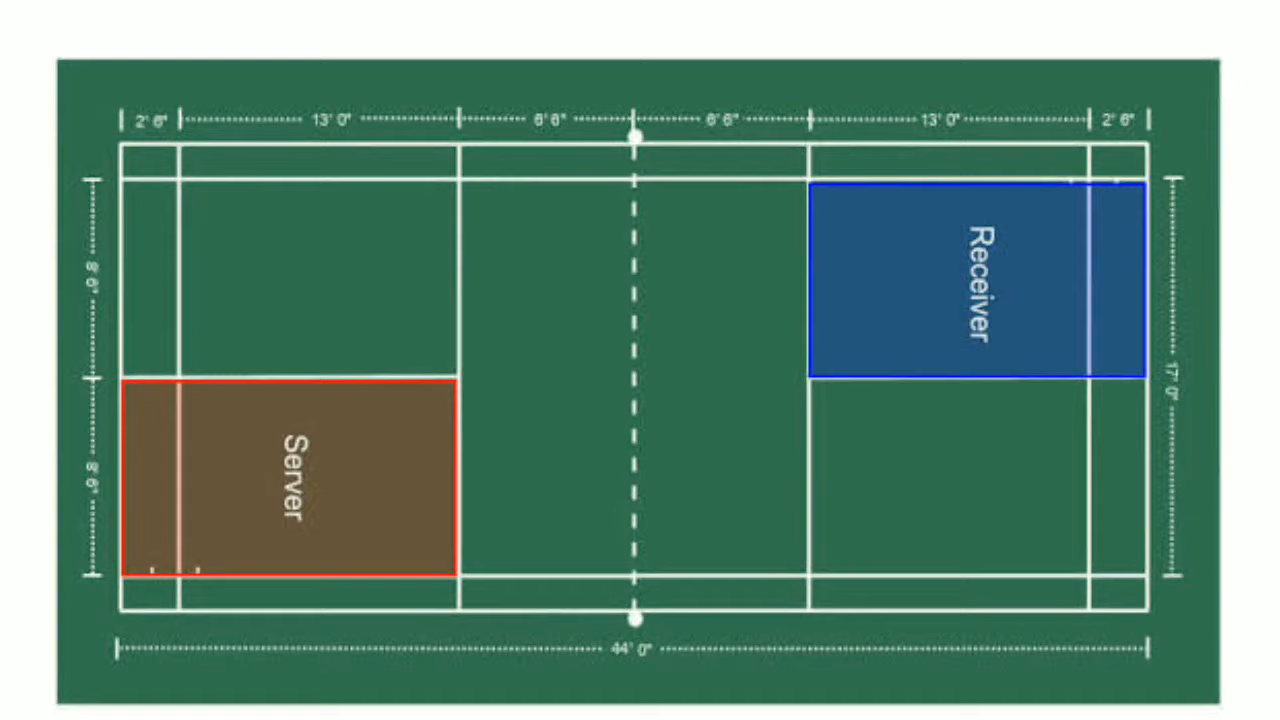 2' 6" 13' 0" 6' 6" 6' 6" 13' 0" 2' 6"
8' 6"
Receiver
17' 0"
Server
8' 6"
44' 0"